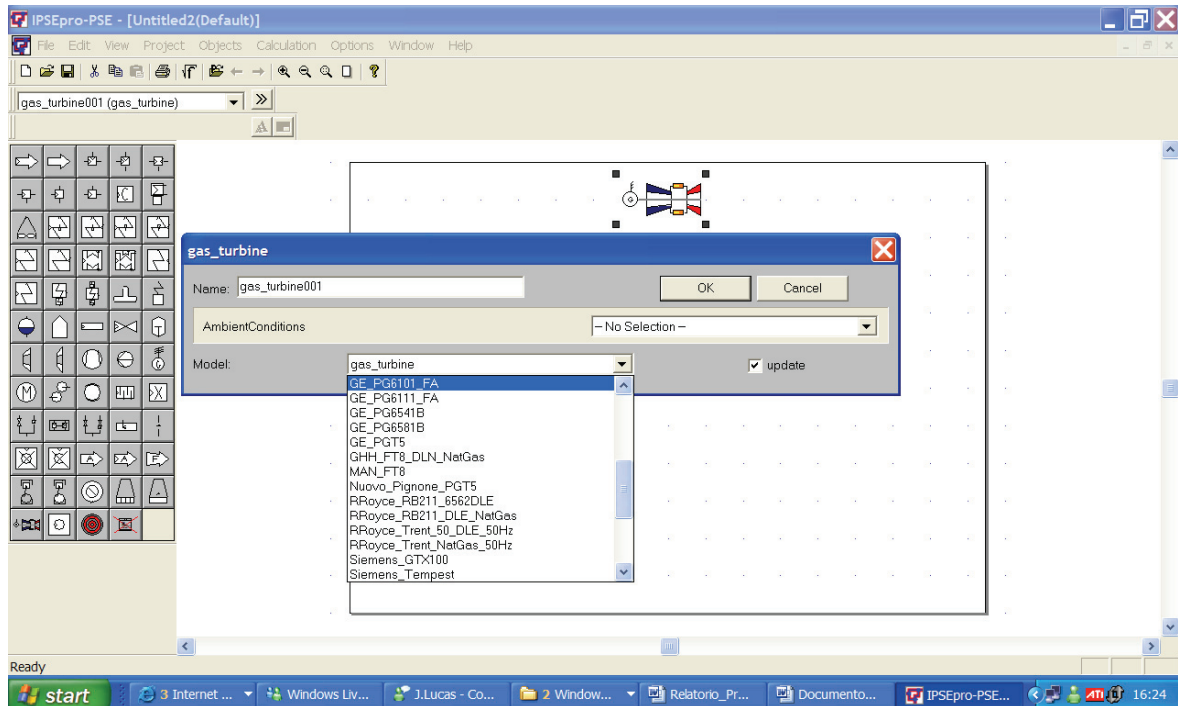 IPSEpro-PSE - [Untitled2(Default)]
File Edit View Project Objects Calculation Options Window Help
gas_turbine001 (gas_turbine)
gas_turbine
Name: gas_turbine001 OK Cancel
AmbientConditions – No Selection –
Model: gas_turbine update
GE_PG6101_FA
GE_PG6111_FA
GE_PG6541B
GE_PG6581B
GE_PGT5
GHH_FT8_DLN_NatGas
MAN_FT8
Nuovo_Pignone_PGT5
RRoyce_RB211_6562DLE
RRoyce_RB211_DLE_NatGas
RRoyce_Trent_50_DLE_50Hz
RRoyce_Trent_NatGas_50Hz
Siemens_GTX100
Siemens_Tempest
Ready
start 3 Internet ... Windows Liv... J.Lucas - Co... 2 Window... Relatorio_Pr... Documento... IPSEpro-PSE... ATI 16:24